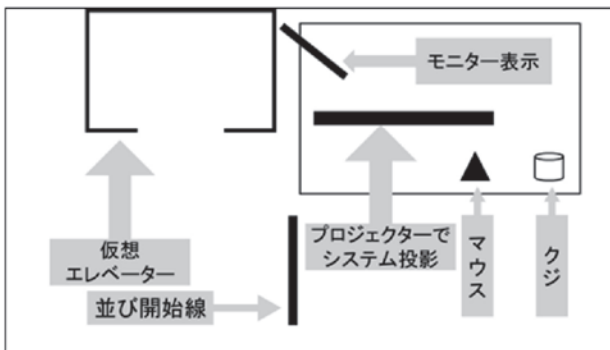 モニター表示
仮想
エレベーター
プロジェクターで
システム投影
マウス
クジ
並び開始線